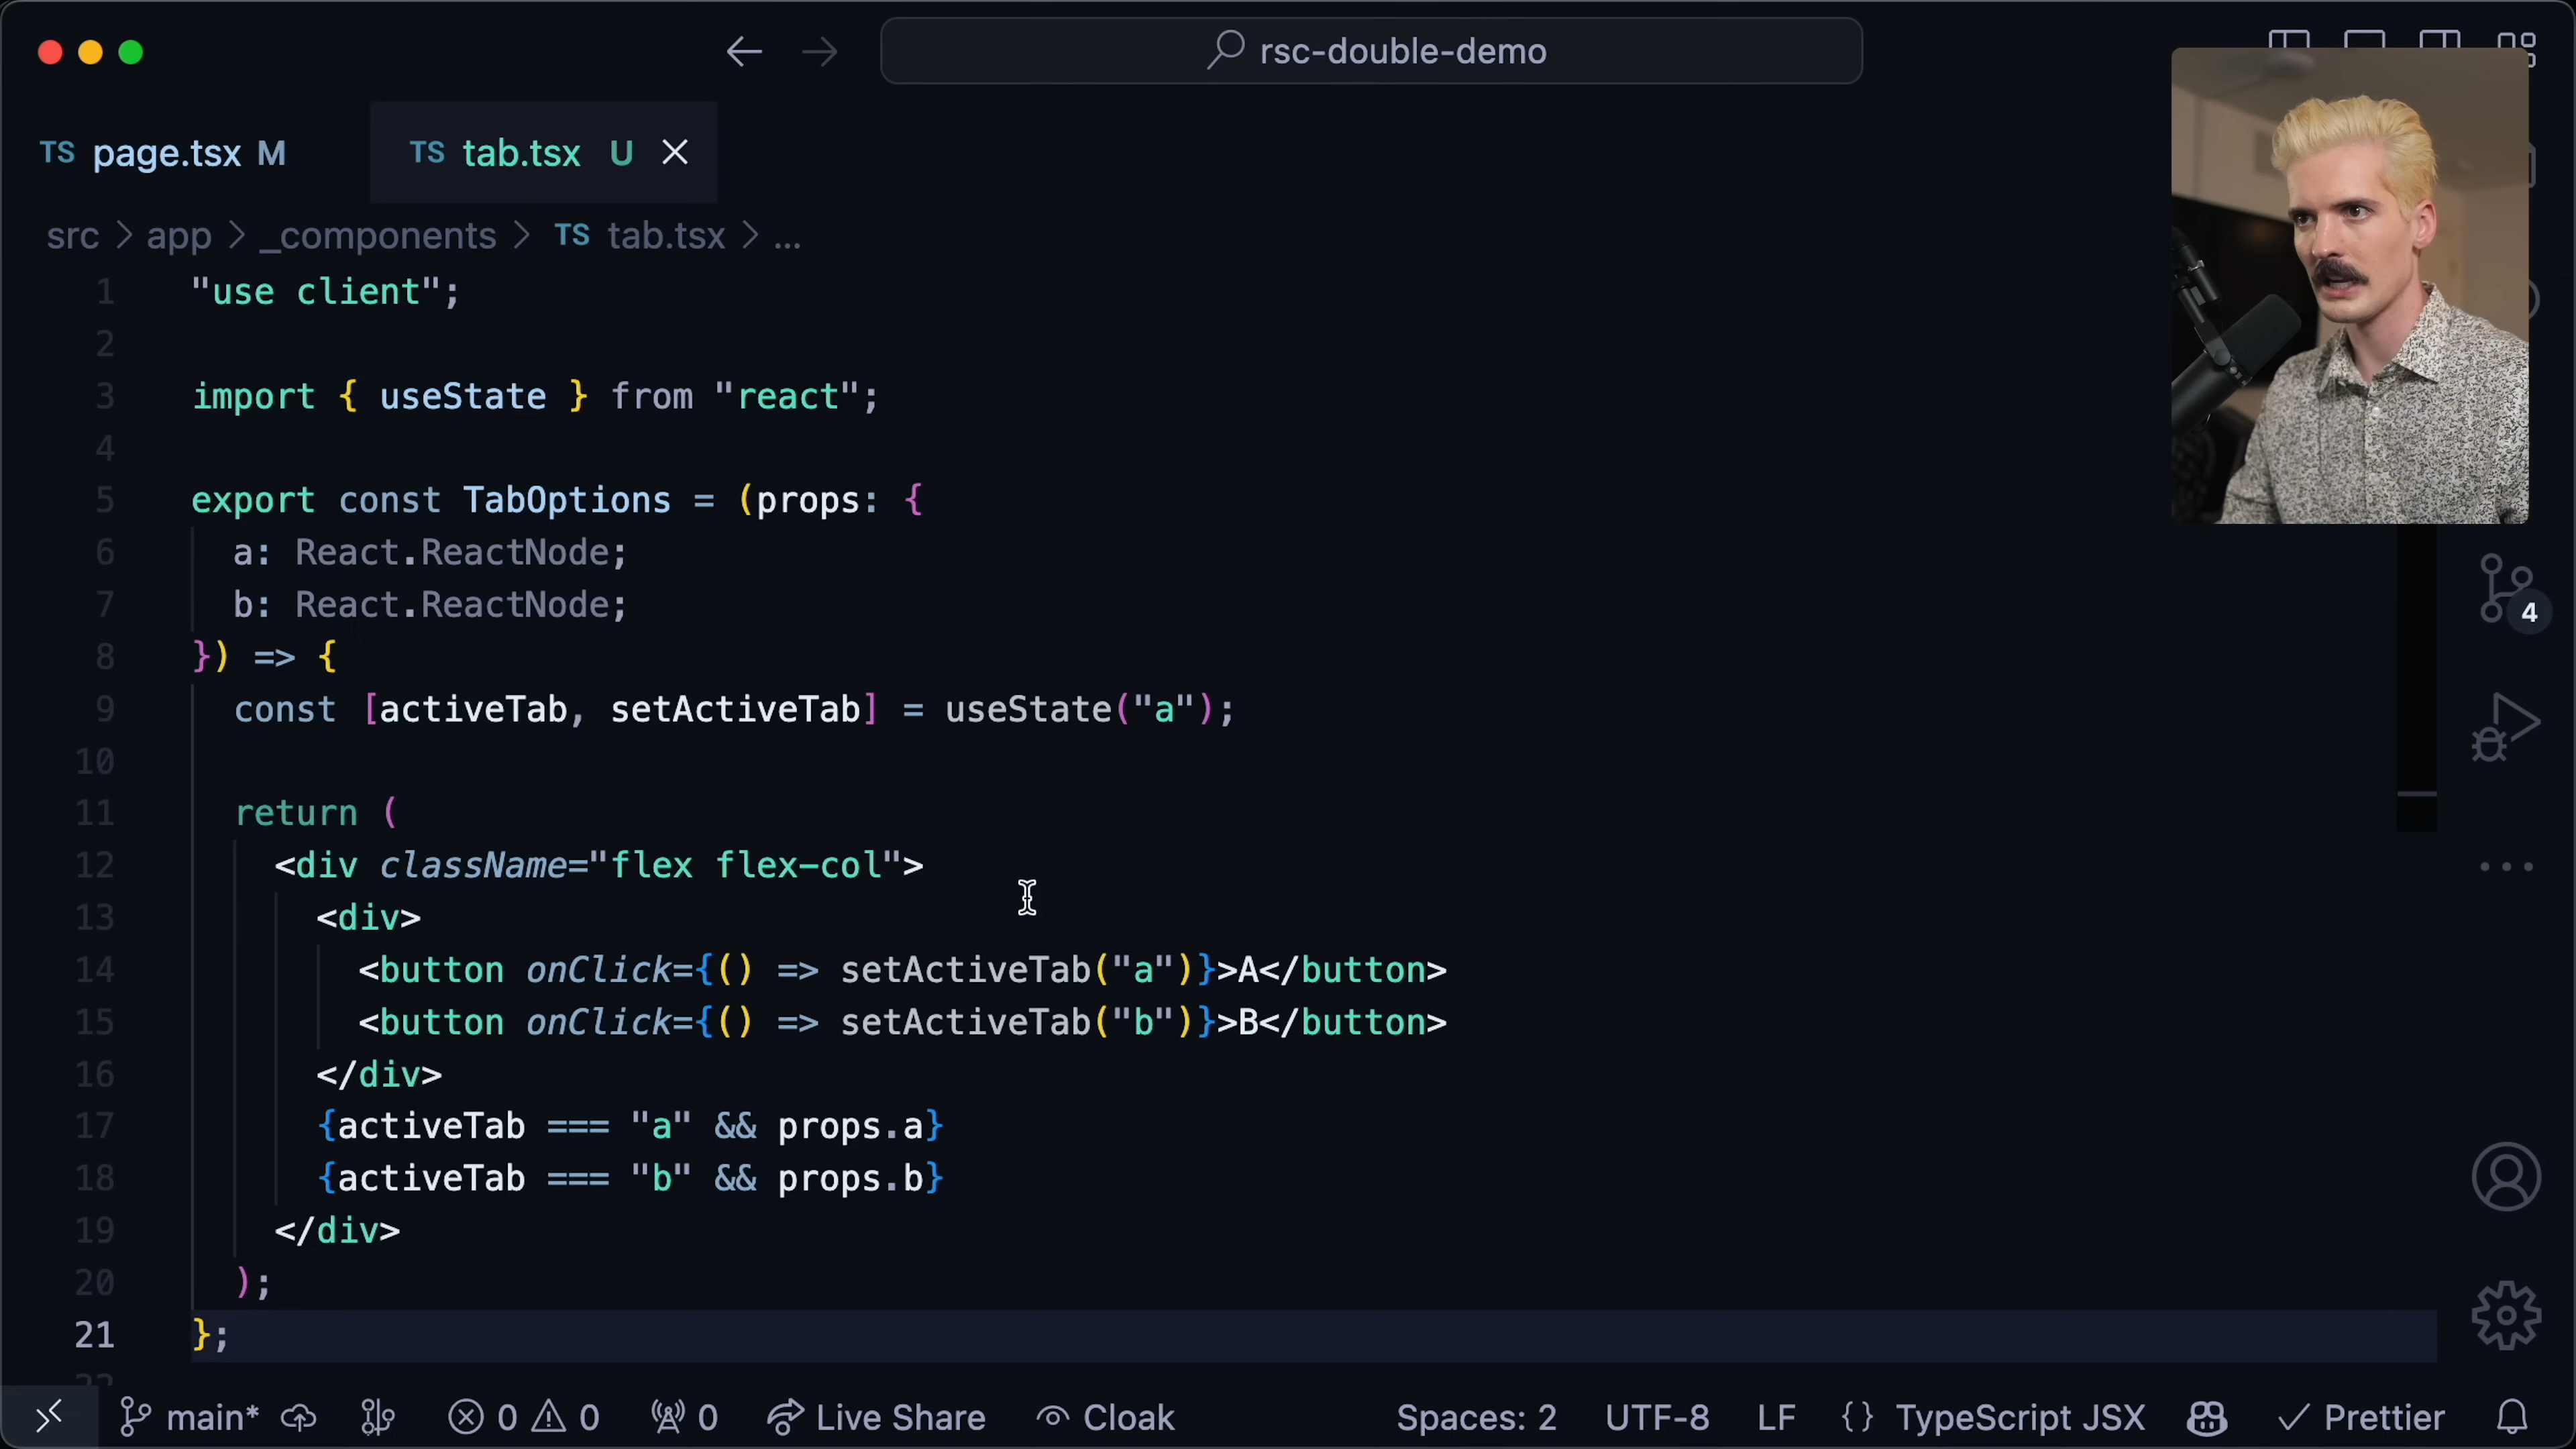 rsc-double-demo
TS page.tsx M
TS tab.tsx U
src > app > _components > TS tab.tsx > ...
1 "use client";
2
3 import { useState } from "react";
4
5 export const TabOptions = (props: {
6 a: React.ReactNode;
7 b: React.ReactNode;
8 }) => {
9 const [activeTab, setActiveTab] = useState("a");
10
11 return (
12 <div className="flex flex-col">
13 <div>
14 <button onClick={() => setActiveTab("a")}>A</button>
15 <button onClick={() => setActiveTab("b")}>B</button>
16 </div>
17 {activeTab === "a" && props.a}
18 {activeTab === "b" && props.b}
19 </div>
20 );
21 };
22
4
main* 0 0 0 Live Share Cloak Spaces: 2 UTF-8 LF {} TypeScript JSX Prettier